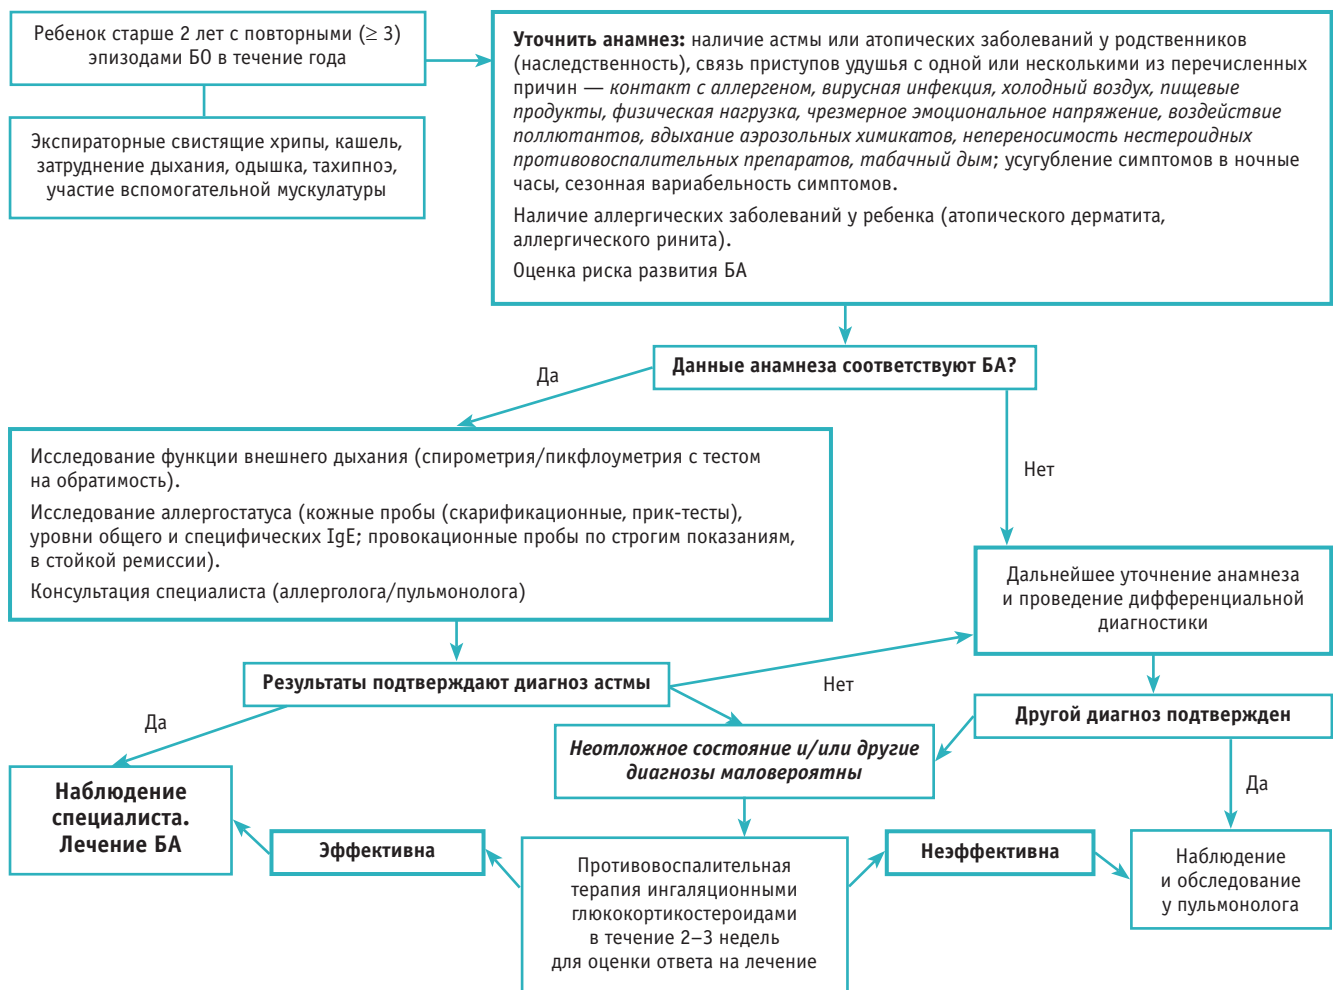 Ребенок старше 2 лет с повторными (≥ 3)
эпизодами БО в течение года
Экспираторные свистящие хрипы, кашель,
затруднение дыхания, одышка, тахипноэ,
участие вспомогательной мускулатуры
Уточнить анамнез: наличие астмы или атопических заболеваний у родственников
(наследственность), связь приступов удушья с одной или несколькими из перечисленных
причин — контакт с аллергеном, вирусная инфекция, холодный воздух, пищевые
продукты, физическая нагрузка, чрезмерное эмоциональное напряжение, воздействие
поллютантов, вдыхание аэрозольных химикатов, непереносимость нестероидных
противовоспалительных препаратов, табачный дым; усугубление симптомов в ночные
часы, сезонная вариабельность симптомов.
Наличие аллергических заболеваний у ребенка (атопического дерматита,
аллергического ринита).
Оценка риска развития БА
Данные анамнеза соответствуют БА?
Да
Нет
Исследование функции внешнего дыхания (спирометрия/пикфлоуметрия с тестом
на обратимость).
Исследование аллергостатуса (кожные пробы (скарификационные, прик-тесты),
уровни общего и специфических IgE; провокационные пробы по строгим показаниям,
в стойкой ремиссии).
Консультация специалиста (аллерголога/пульмонолога)
Дальнейшее уточнение анамнеза
и проведение дифференциальной
диагностики
Результаты подтверждают диагноз астмы
Нет
Да
Другой диагноз подтвержден
Неотложное состояние и/или другие
диагнозы маловероятны
Да
Наблюдение
специалиста.
Лечение БА
Эффективна
Противовоспалительная
терапия ингаляционными
глюкокортикостероидами
в течение 2–3 недель
для оценки ответа на лечение
Неэффективна
Наблюдение
и обследование
у пульмонолога